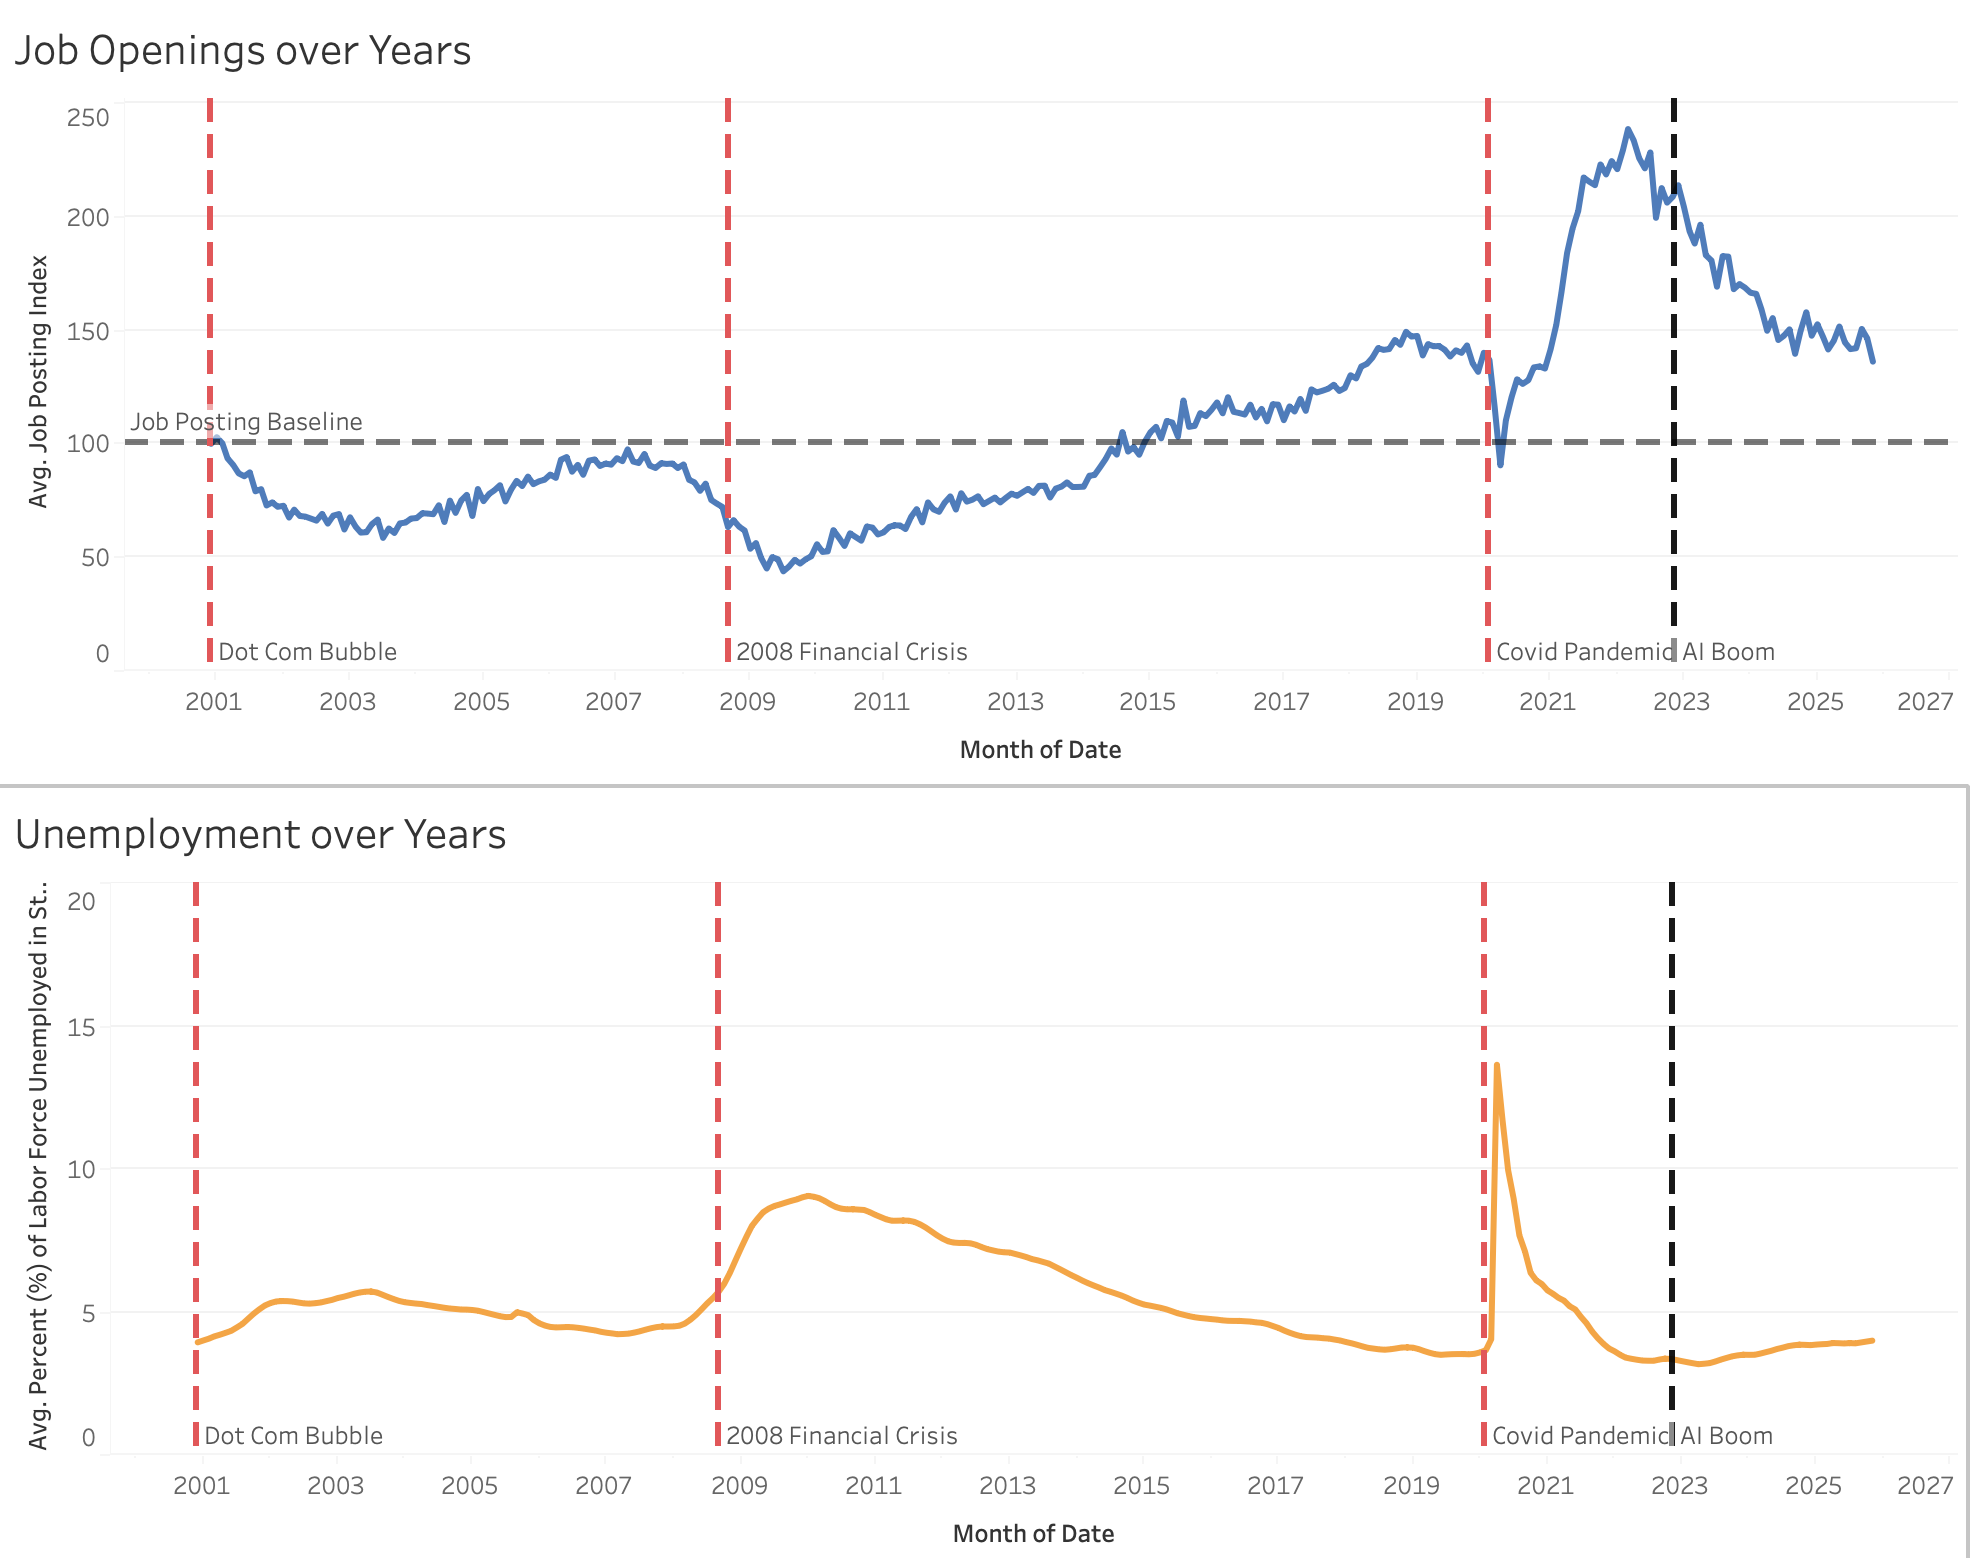 Job Openings over Years
Avg. Job Posting Index
250
200
150
100
50
0
Job Posting Baseline
Dot Com Bubble
2008 Financial Crisis
Covid Pandemic
AI Boom
2001 2003 2005 2007 2009 2011 2013 2015 2017 2019 2021 2023 2025 2027
Month of Date
Unemployment over Years
Avg. Percent (%) of Labor Force Unemployed in St..
20
15
10
5
0
Dot Com Bubble
2008 Financial Crisis
Covid Pandemic
AI Boom
2001 2003 2005 2007 2009 2011 2013 2015 2017 2019 2021 2023 2025 2027
Month of Date